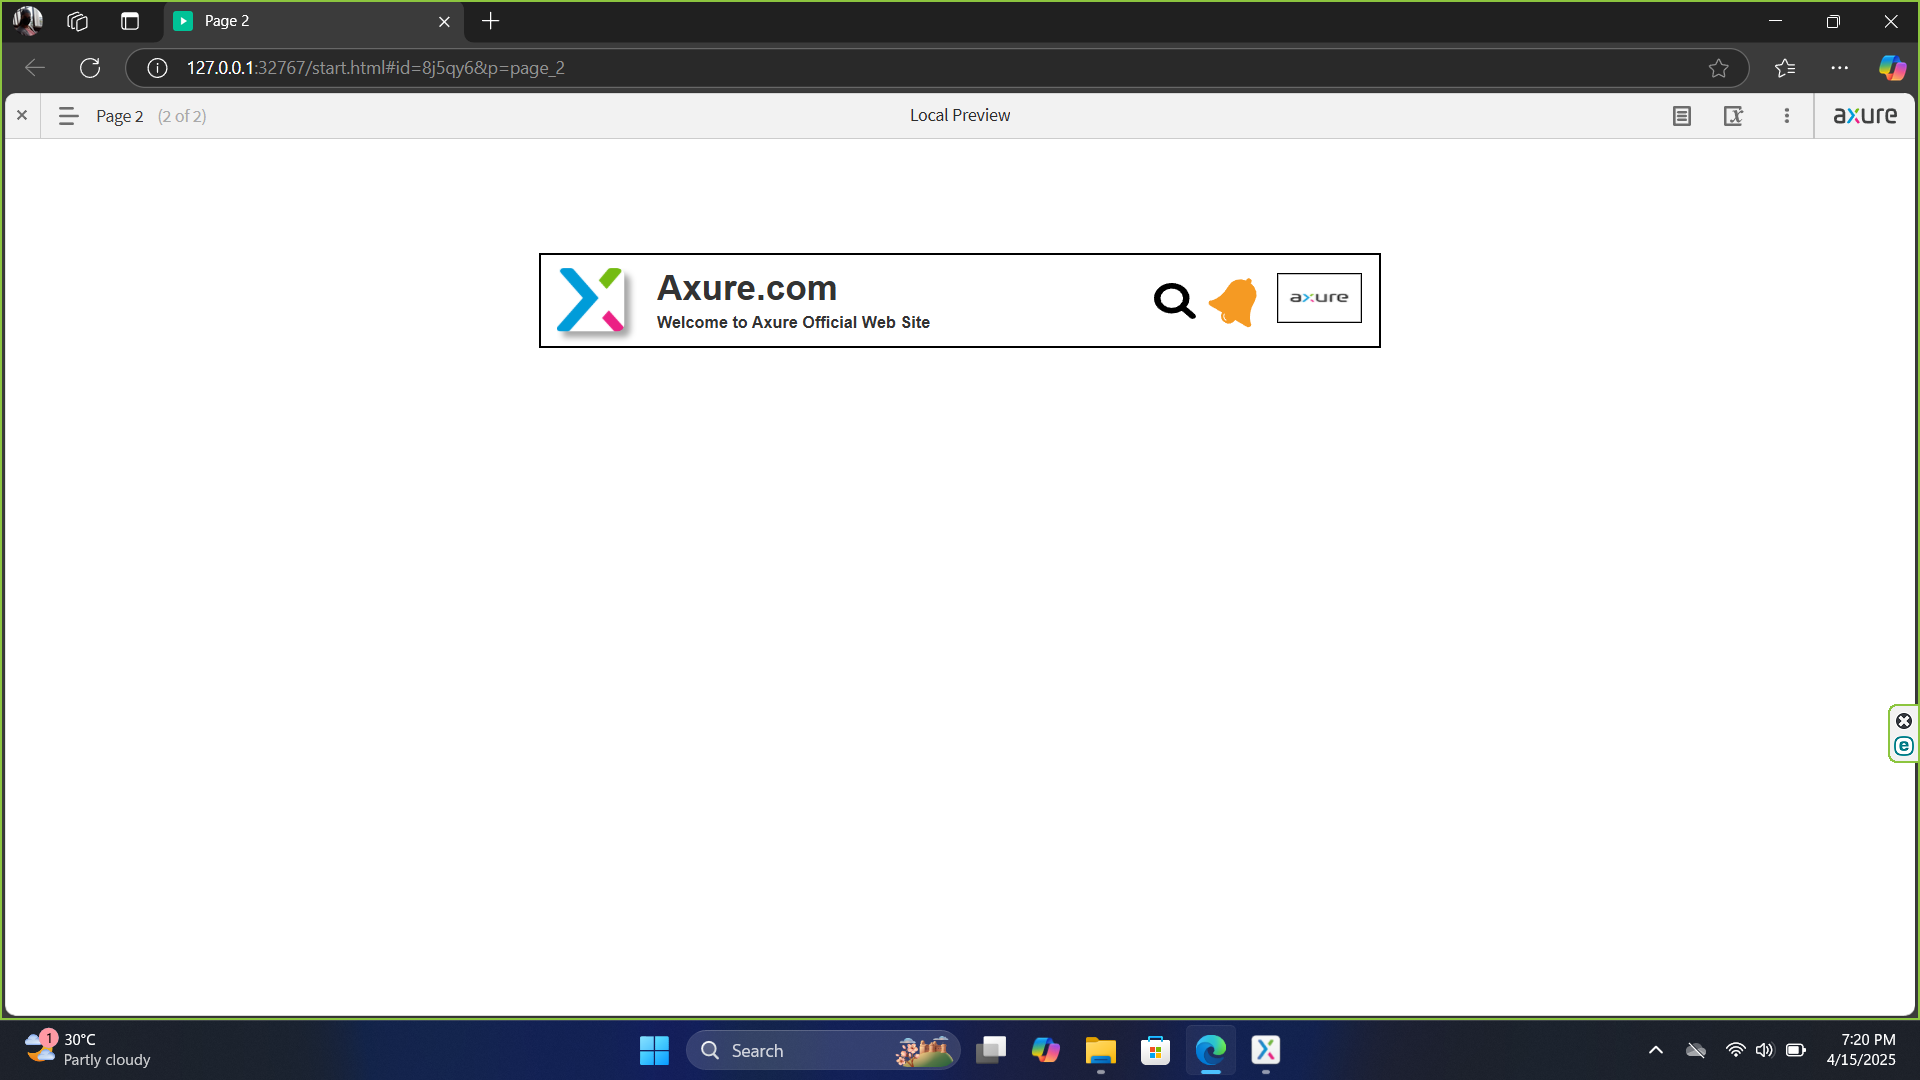 Page 2
127.0.0.1:32767/start.html#id=8j5qy6&p=page_2
Page 2 (2 of 2)
Local Preview
axure
Axure.com
Welcome to Axure Official Web Site
axure
e
1
30°C
Partly cloudy
Search
7:20 PM
4/15/2025